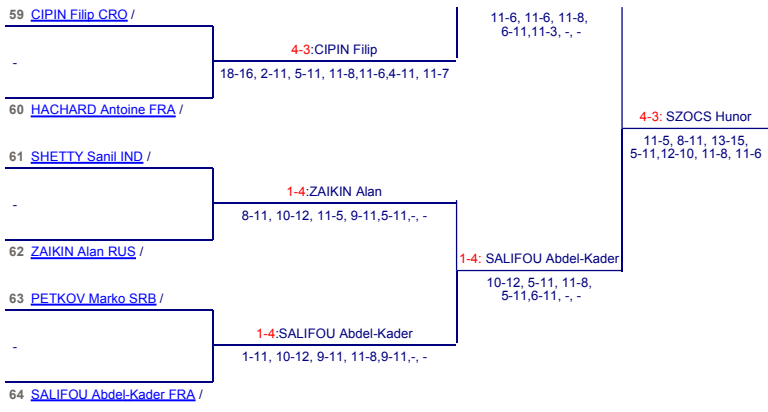 59 CIPIN Filip CRO /
11-6, 11-6, 11-8,
6-11,11-3, -, -
4-3:CIPIN Filip
-
18-16, 2-11, 5-11, 11-8,11-6,4-11, 11-7
60 HACHARD Antoine FRA /
4-3: SZOCS Hunor
11-5, 8-11, 13-15,
5-11,12-10, 11-8, 11-6
61 SHETTY Sanil IND /
1-4:ZAIKIN Alan
-
8-11, 10-12, 11-5, 9-11,5-11,-, -
62 ZAIKIN Alan RUS /
1-4: SALIFOU Abdel-Kader
10-12, 5-11, 11-8,
5-11,6-11, -, -
63 PETKOV Marko SRB /
1-4:SALIFOU Abdel-Kader
-
1-11, 10-12, 9-11, 11-8,9-11,-, -
64 SALIFOU Abdel-Kader FRA /